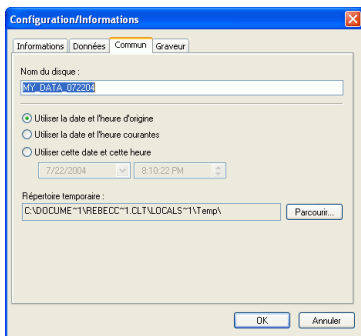 Configuration/Informations
Informations Données Commun Graveur
Nom du disque :
MY_DATA_072204
Utiliser la date et l'heure d'origine
Utiliser la date et l'heure courantes
Utiliser cette date et cette heure
7/22/2004 8:10:22 PM
Répertoire temporaire :
C:\DOCUME~1\REBECC~1.CLT\LOCALS~1\Temp\ Parcourir...
OK Annuler